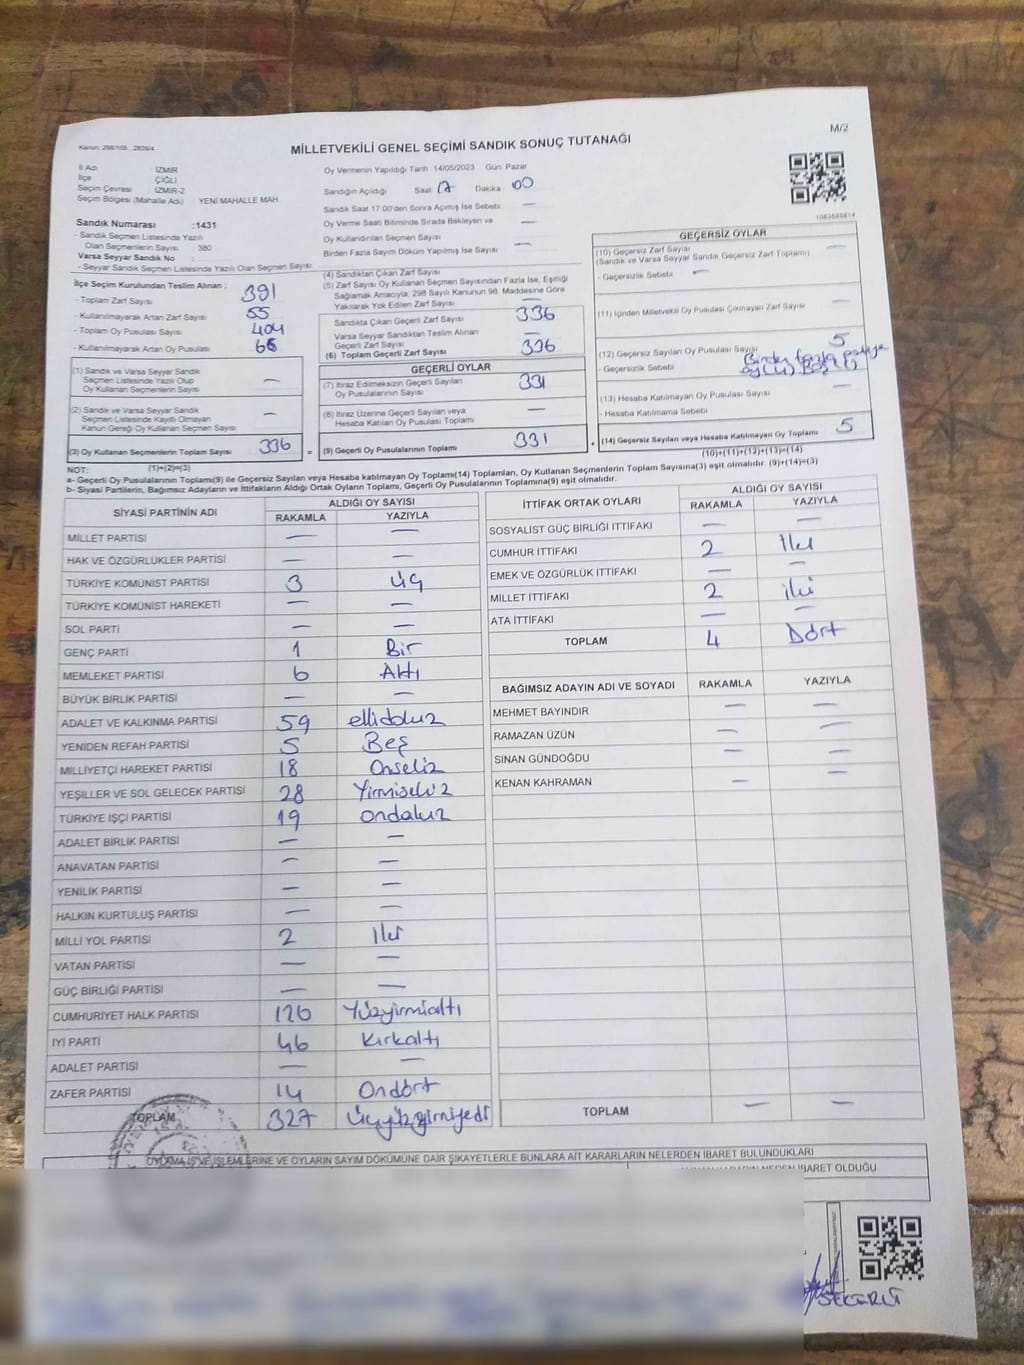 M/2
Kanun: 298/105 , 2839/4
MİLLETVEKİLİ GENEL SEÇİMİ SANDIK SONUÇ TUTANAĞI
İl Adı İZMİR
İlçe ÇİĞLİ
Seçim Çevresi İZMİR-2
Seçim Bölgesi (Mahalle Adı) YENİ MAHALLE MAH
Sandık Numarası :1431
- Sandık Seçmen Listesinde Yazılı
Olan Seçmenlerin Sayısı 380
Varsa Seyyar Sandık No :
- Seyyar Sandık Seçmen Listesinde Yazılı Olan Seçmen Sayısı:
İlçe Seçim Kurulundan Teslim Alınan ;
- Toplam Zarf Sayısı 391
- Kullanılmayarak Artan Zarf Sayısı 55
- Toplam Oy Pusulası Sayısı 404
- Kullanılmayarak Artan Oy Pusulası
(1) Sandık ve Varsa Seyyar Sandık
Seçmen Listesinde Yazılı Olup
Oy Kullanan Seçmenlerin Sayısı —
(2) Sandık ve Varsa Seyyar Sandık
Seçmen Listesinde Kayıtlı Olmayan
Kanun Gereği Oy Kullanan Seçmen Sayısı —
(3) Oy Kullanan Seçmenlerin Toplam Sayısı 336
(1)+(2)=(3)
Oy Vermenin Yapıldığı Tarih 14/05/2023 Gün Pazar
Sandığın Açıldığı Saat 17 Dakika 00
Sandık Saat 17:00'den Sonra Açılmış İse Sebebi —
Oy Verme Saati Bitiminde Sırada Bekleyen ve —
Oy Kullandırılan Seçmen Sayısı
Birden Fazla Sayım Döküm Yapılmış İse Sayısı —
(4) Sandıktan Çıkan Zarf Sayısı
(5) Zarf Sayısı Oy Kullanan Seçmen Sayısından Fazla İse, Eşitliği
Sağlamak Amacıyla, 298 Sayılı Kanunun 98. Maddesine Göre
Yakılarak Yok Edilen Zarf Sayısı —
Sandıkta Çıkan Geçerli Zarf Sayısı 336
Varsa Seyyar Sandıktan Teslim Alınan
Geçerli Zarf Sayısı —
(6) Toplam Geçerli Zarf Sayısı 336
GEÇERLİ OYLAR
(7) İtiraz Edilmeksizin Geçerli Sayılan
Oy Pusulalarının Sayısı 331
(8) İtiraz Üzerine Geçerli Sayılan veya
Hesaba Katılan Oy Pusulası Toplamı —
= (9) Geçerli Oy Pusulalarının Toplamı 331
1083885614
GEÇERSİZ OYLAR
(10) Geçersiz Zarf Sayısı —
(Sandık ve Varsa Seyyar Sandık Geçersiz Zarf Toplamı)
- Geçersizlik Sebebi —
(11) İçinden Milletvekili Oy Pusulası Çıkmayan Zarf Sayısı —
(12) Geçersiz Sayılan Oy Pusulası Sayısı 5
- Geçersizlik Sebebi Birden fazla partiye
(13) Hesaba Katılmayan Oy Pusulası Sayısı —
- Hesaba Katılmama Sebebi
+ (14) Geçersiz Sayılan veya Hesaba Katılmayan Oy Toplamı 5
(10)+(11)+(12)+(13)=(14)
NOT:
a- Geçerli Oy Pusulalarının Toplamı(9) ile Geçersiz Sayılan veya Hesaba katılmayan Oy Toplamı(14) Toplamları, Oy Kullanan Seçmenlerin Toplam Sayısına(3) eşit olmalıdır. (9)+(14)=(3)
b- Siyasi Partilerin, Bağımsız Adayların ve İttifakların Aldığı Ortak Oyların Toplamı, Geçerli Oy Pusulalarının Toplamına(9) eşit olmalıdır.
SİYASİ PARTİNİN ADI ALDIĞI OY SAYISI
RAKAMLA YAZIYLA
MİLLET PARTİSİ — —
HAK VE ÖZGÜRLÜKLER PARTİSİ — —
TÜRKİYE KOMÜNİST PARTİSİ 3 üç
TÜRKİYE KOMÜNİST HAREKETİ — —
SOL PARTİ — —
GENÇ PARTİ 1 Bir
MEMLEKET PARTİSİ 6 Altı
BÜYÜK BİRLİK PARTİSİ — —
ADALET VE KALKINMA PARTİSİ 59 ellidokuz
YENİDEN REFAH PARTİSİ 5 Beş
MİLLİYETÇİ HAREKET PARTİSİ 18 Onsekiz
YEŞİLLER VE SOL GELECEK PARTİSİ 28 Yirmisekiz
TÜRKİYE İŞÇİ PARTİSİ 19 ondokuz
ADALET BİRLİK PARTİSİ — —
ANAVATAN PARTİSİ — —
YENİLİK PARTİSİ — —
HALKIN KURTULUŞ PARTİSİ — —
MİLLİ YOL PARTİSİ 2 İki
VATAN PARTİSİ — —
GÜÇ BİRLİĞİ PARTİSİ — —
CUMHURİYET HALK PARTİSİ 126 Yüzyirmialtı
İYİ PARTİ 46 Kırkaltı
ADALET PARTİSİ — —
ZAFER PARTİSİ 14 Ondört
TOPLAM 327 Üçyüzyirmiyedi
İTTİFAK ORTAK OYLARI ALDIĞI OY SAYISI
RAKAMLA YAZIYLA
SOSYALİST GÜÇ BİRLİĞİ İTTİFAKI — —
CUMHUR İTTİFAKI 2 İki
EMEK VE ÖZGÜRLÜK İTTİFAKI — —
MİLLET İTTİFAKI 2 iki
ATA İTTİFAKI — —
TOPLAM 4 Dört
BAĞIMSIZ ADAYIN ADI VE SOYADI RAKAMLA YAZIYLA
MEHMET BAYINDIR — —
RAMAZAN ÜZÜN — —
SİNAN GÜNDOĞDU — —
KENAN KAHRAMAN — —
TOPLAM — —
OYLAMA İŞ VE İŞLEMLERİNE VE OYLARIN SAYIM DÖKÜMÜNE DAİR ŞİKAYETLERLE BUNLARA AİT KARARLARIN NELERDEN İBARET BULUNDUKLARI
İBARET OLDUĞU